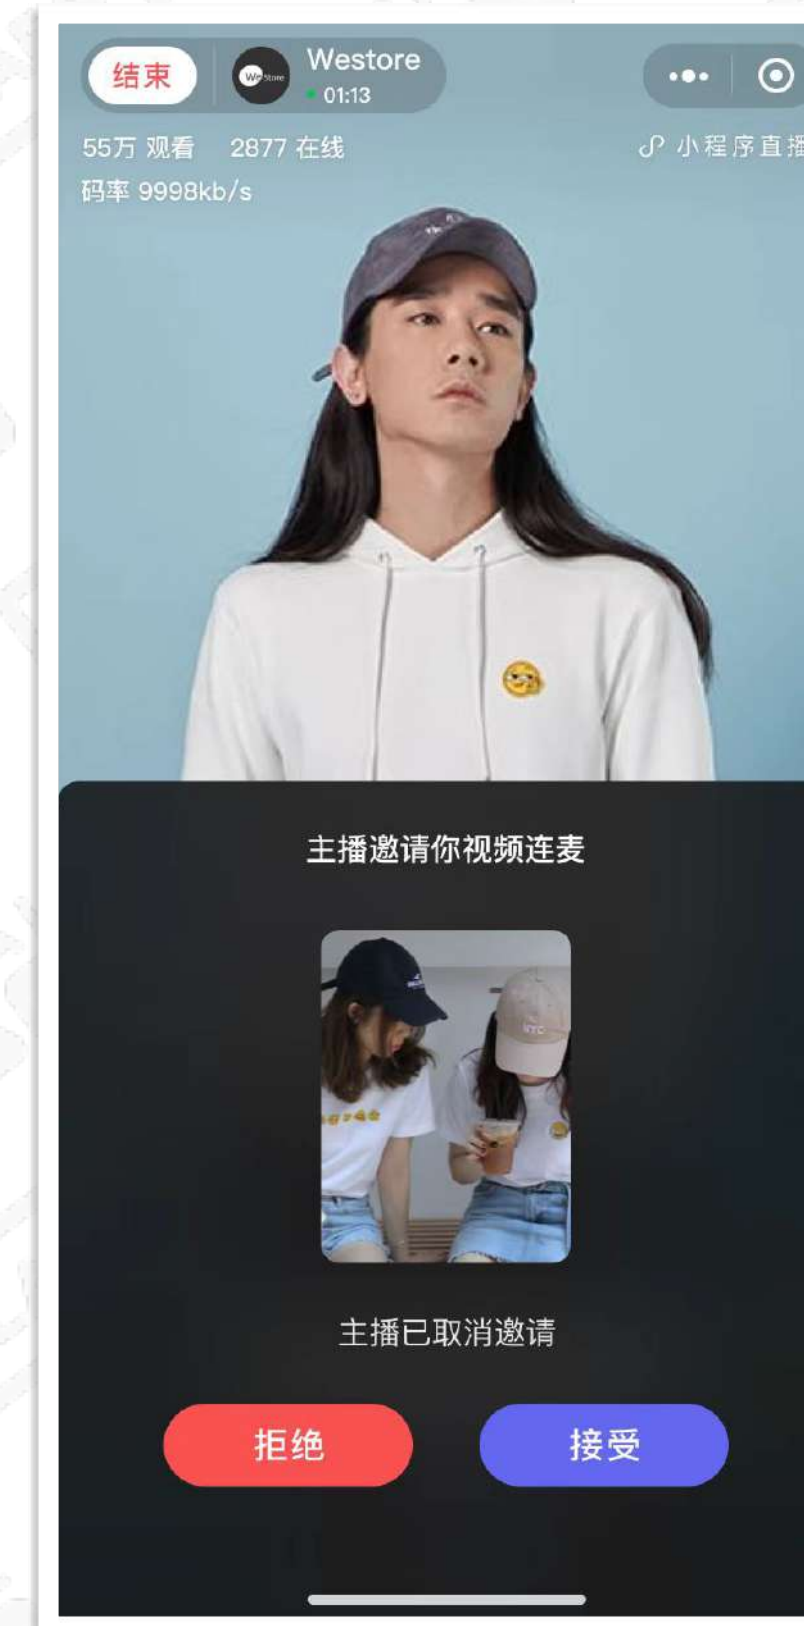 结束
WeStore
Westore
01:13
55万 观看 2877 在线
小程序直播
码率 9998kb/s
主播邀请你视频连麦
NYC
主播已取消邀请
拒绝
接受